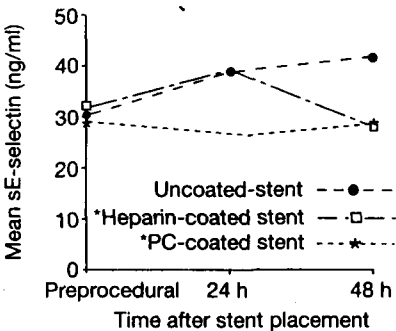 Mean sE-selectin (ng/ml)
50
40
30
20
10
0
Uncoated-stent
*Heparin-coated stent
*PC-coated stent
Preprocedural 24 h 48 h
Time after stent placement